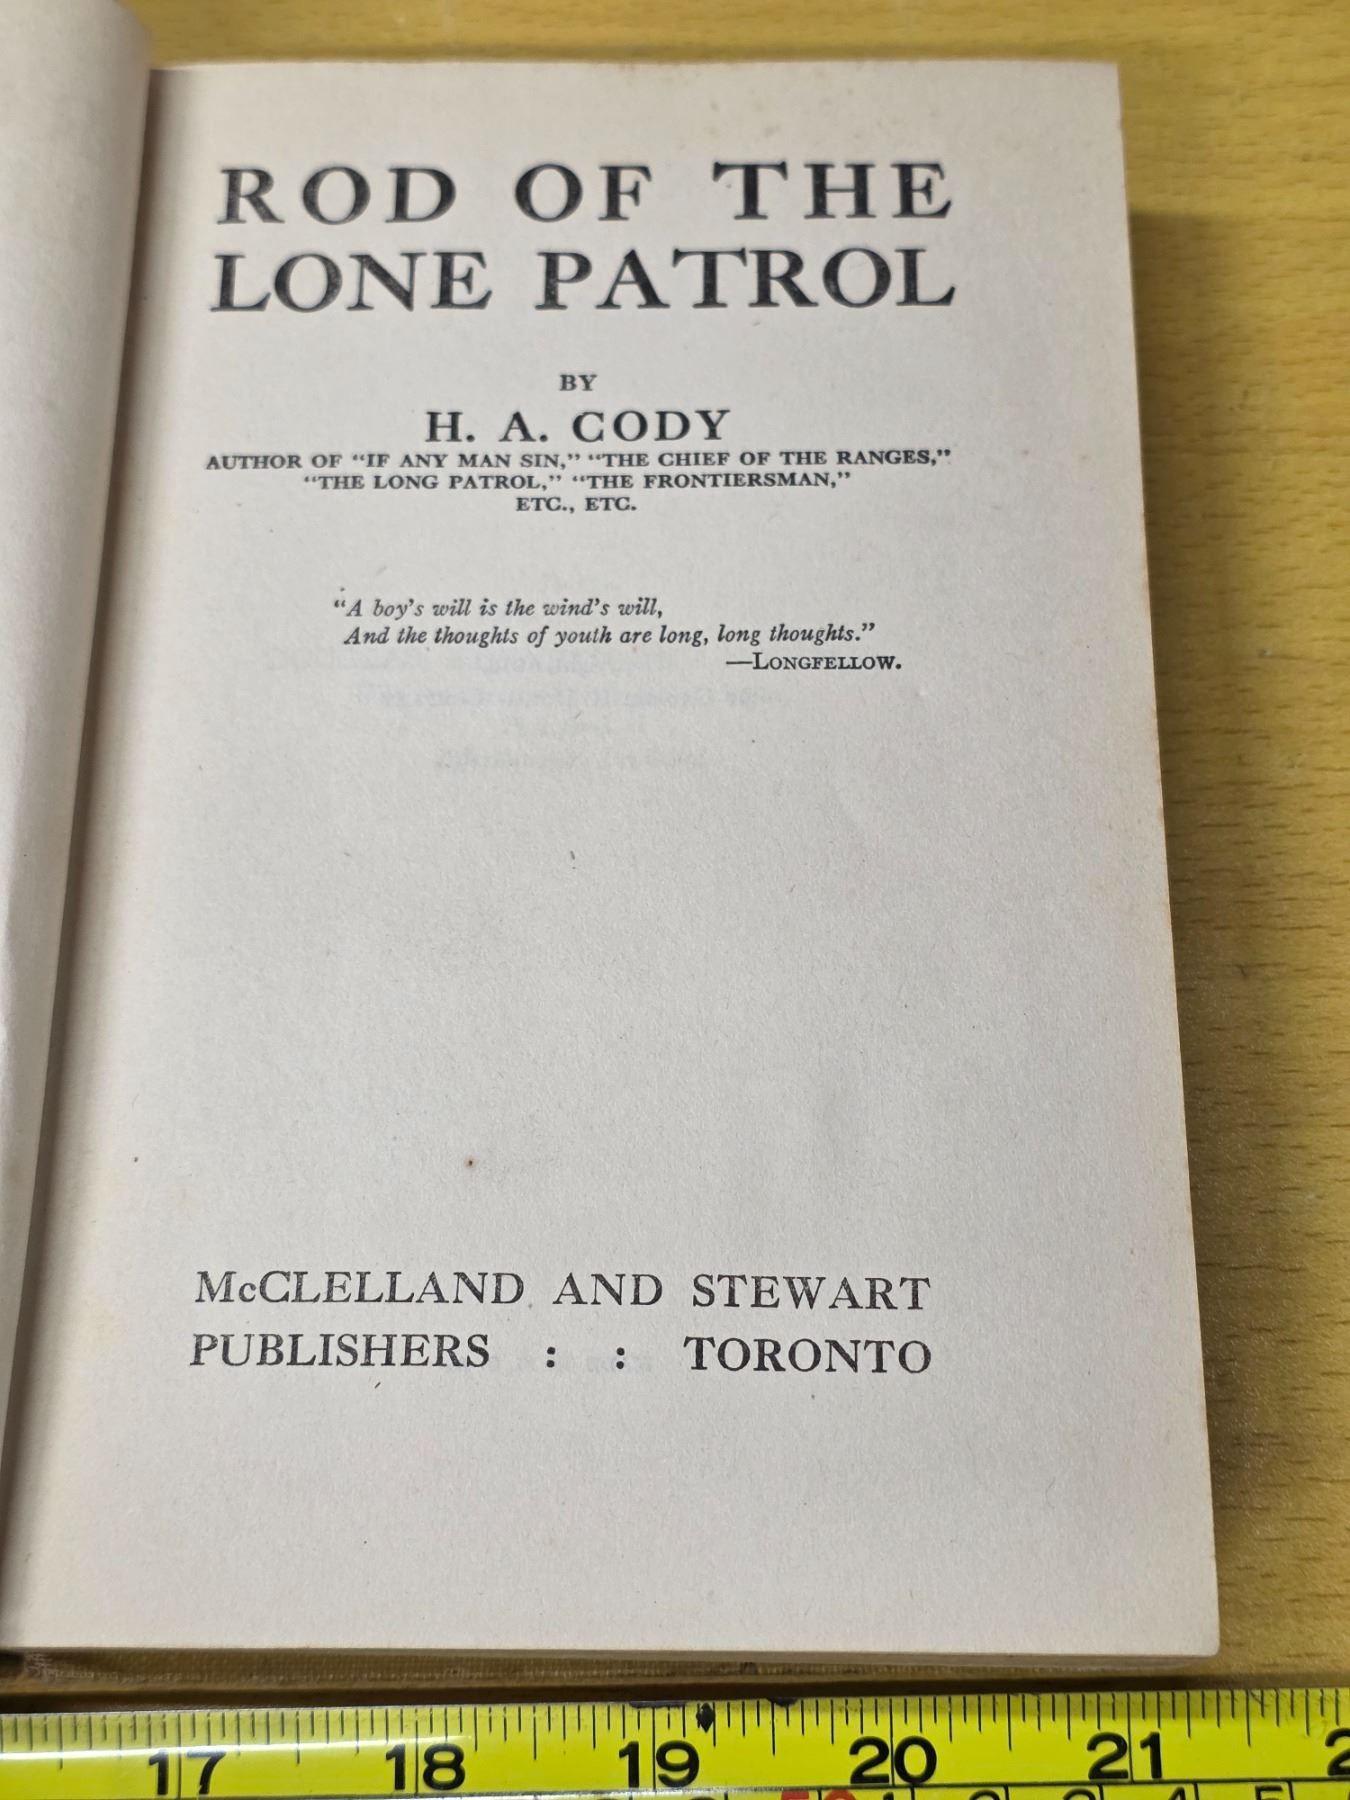 ROD OF THE
LONE PATROL
BY
H. A. CODY
AUTHOR OF "IF ANY MAN SIN," "THE CHIEF OF THE RANGES,"
"THE LONG PATROL," "THE FRONTIERSMAN,"
ETC., ETC.
"A boy's will is the wind's will,
And the thoughts of youth are long, long thoughts."
—LONGFELLOW.
McCLELLAND AND STEWART
PUBLISHERS : : TORONTO
17 18 19 20 21